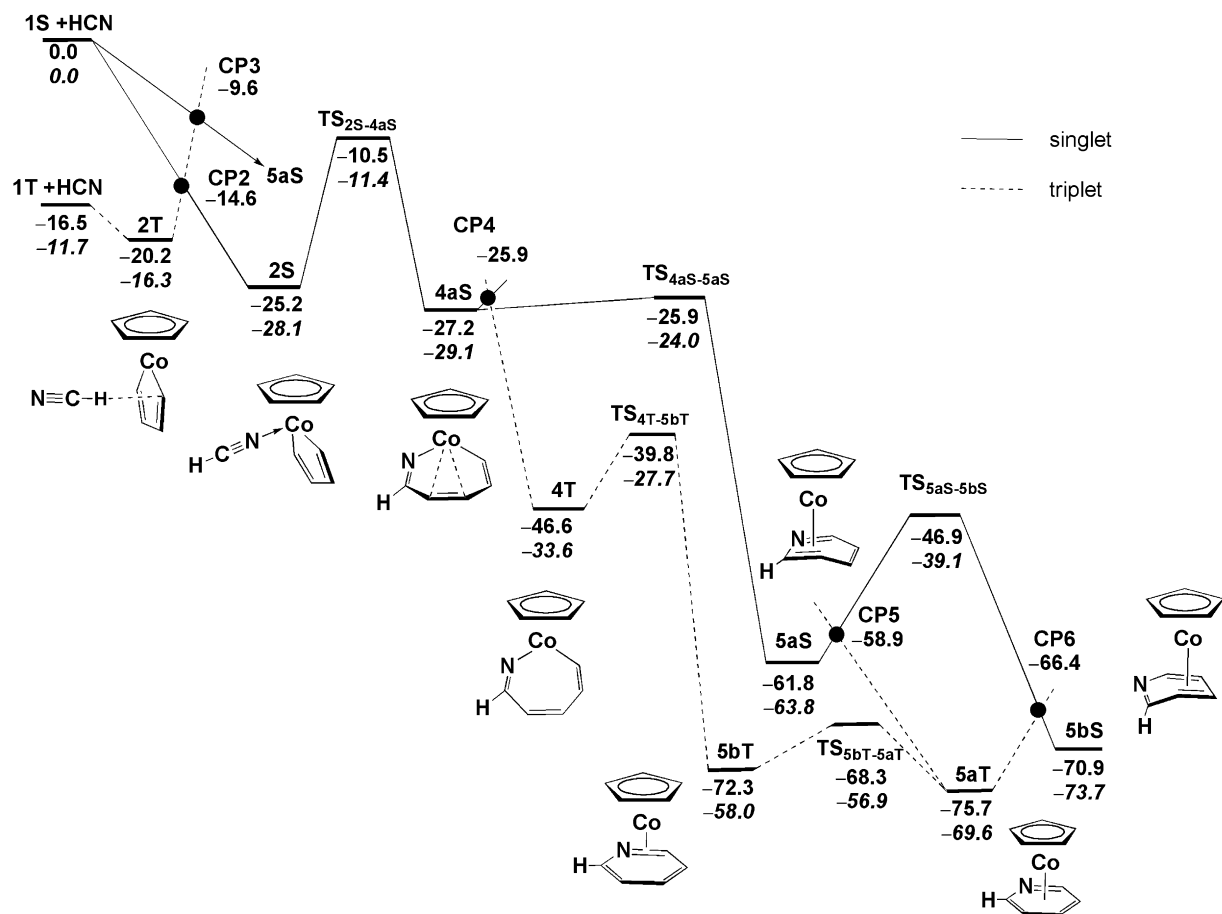 1S +HCN
0.0
0.0
CP3
–9.6
TS2S-4aS
–10.5
–11.4
5aS
singlet
triplet
1T +HCN
–16.5
–11.7
2T
–20.2
–16.3
CP2
–14.6
2S
–25.2
–28.1
CP4
–25.9
4aS
–27.2
–29.1
TS4aS-5aS
–25.9
–24.0
Co
N≡C-H
Co
H
C
N
Co
N
H
TS4T-5bT
–39.8
–27.7
4T
–46.6
–33.6
Co
N
H
TS5aS-5bS
–46.9
–39.1
Co
N
H
5aS
–61.8
–63.8
CP5
–58.9
CP6
–66.4
Co
N
H
5bS
–70.9
–73.7
5bT
–72.3
–58.0
TS5bT-5aT
–68.3
–56.9
5aT
–75.7
–69.6
Co
N
H
Co
N
H